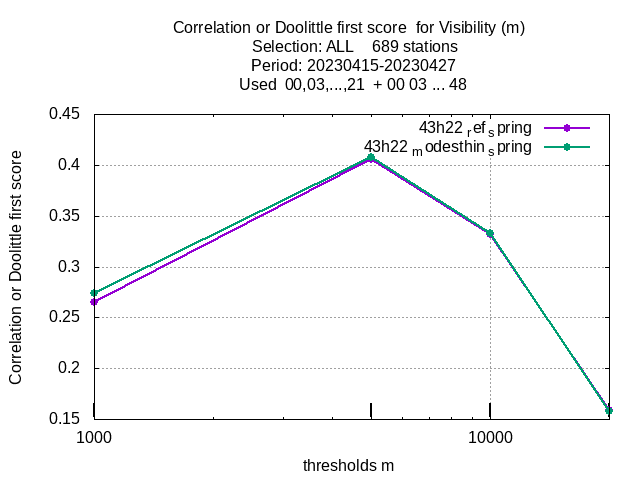 Correlation or Doolittle first score  for Visibility (m)
Selection: ALL    689 stations
Period: 20230415-20230427
Used  00,03,...,21  + 00 03 ... 48
0.45
43h22 ref spring
43h22 modesthin spring
0.4
0.35
0.3
0.25
0.2
0.15
Correlation or Doolittle first score
1000
10000
thresholds m